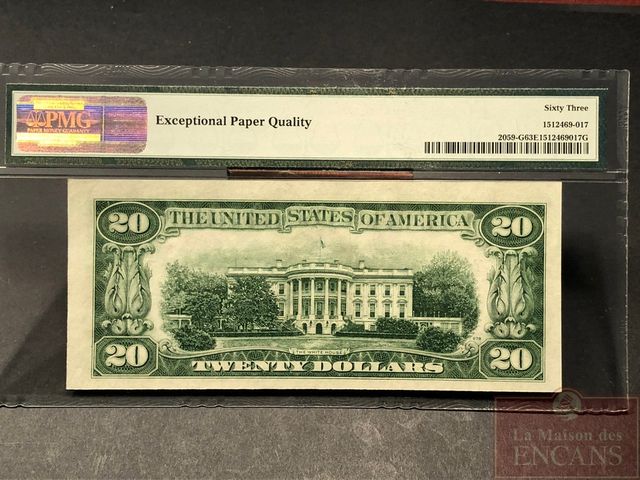 PMG
PAPER MONEY GUARANTY
Exceptional Paper Quality
Sixty Three
1512469-017
2059-G63E1512469017G
20 THE UNITED STATES OF AMERICA 20
THE WHITE HOUSE
20 TWENTY DOLLARS 20
La Maison des
ENCANS